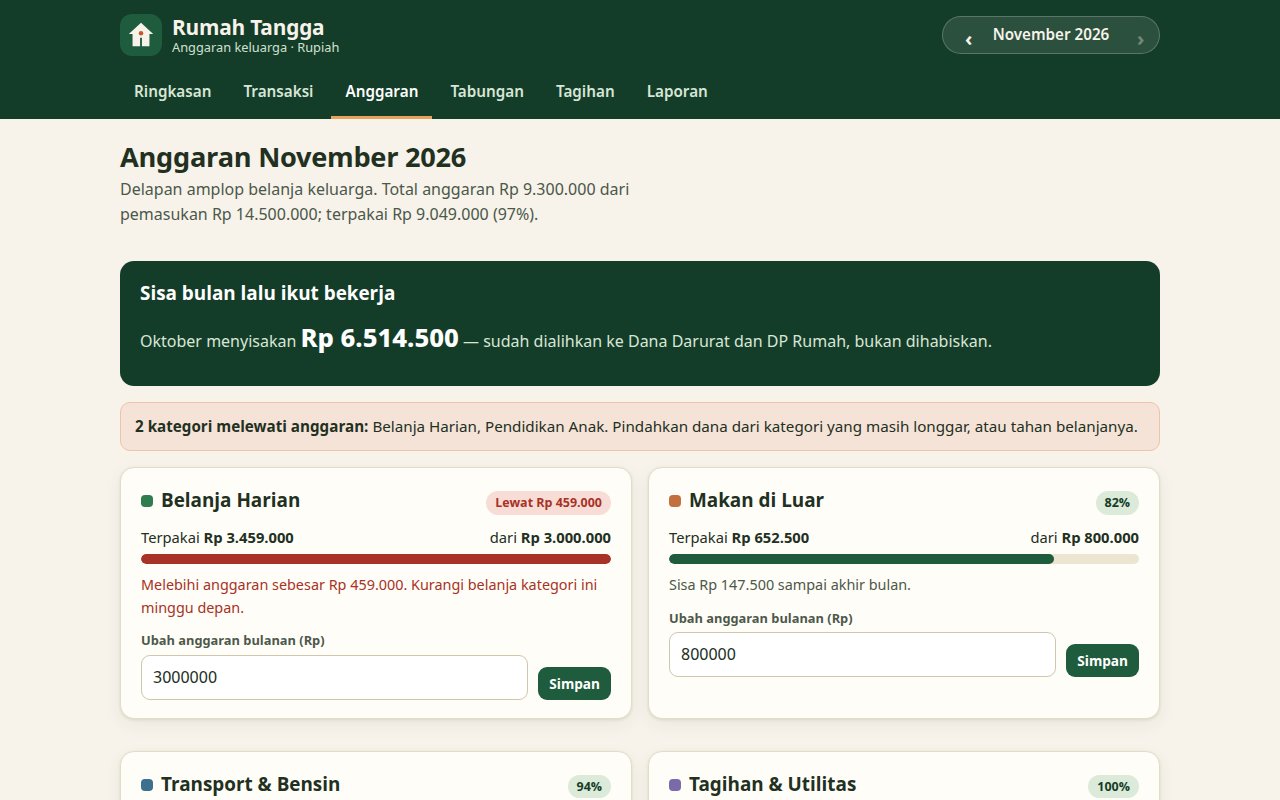 Rumah Tangga
Anggaran keluarga · Rupiah
‹ November 2026 ›
Ringkasan Transaksi Anggaran Tabungan Tagihan Laporan
Anggaran November 2026
Delapan amplop belanja keluarga. Total anggaran Rp 9.300.000 dari
pemasukan Rp 14.500.000; terpakai Rp 9.049.000 (97%).
Sisa bulan lalu ikut bekerja
Oktober menyisakan Rp 6.514.500 — sudah dialihkan ke Dana Darurat dan DP Rumah, bukan dihabiskan.
2 kategori melewati anggaran: Belanja Harian, Pendidikan Anak. Pindahkan dana dari kategori yang masih longgar, atau tahan belanjanya.
Belanja Harian
Lewat Rp 459.000
Terpakai Rp 3.459.000
dari Rp 3.000.000
Melebihi anggaran sebesar Rp 459.000. Kurangi belanja kategori ini
minggu depan.
Ubah anggaran bulanan (Rp)
3000000
Simpan
Makan di Luar
82%
Terpakai Rp 652.500
dari Rp 800.000
Sisa Rp 147.500 sampai akhir bulan.
Ubah anggaran bulanan (Rp)
800000
Simpan
Transport & Bensin
94%
Tagihan & Utilitas
100%